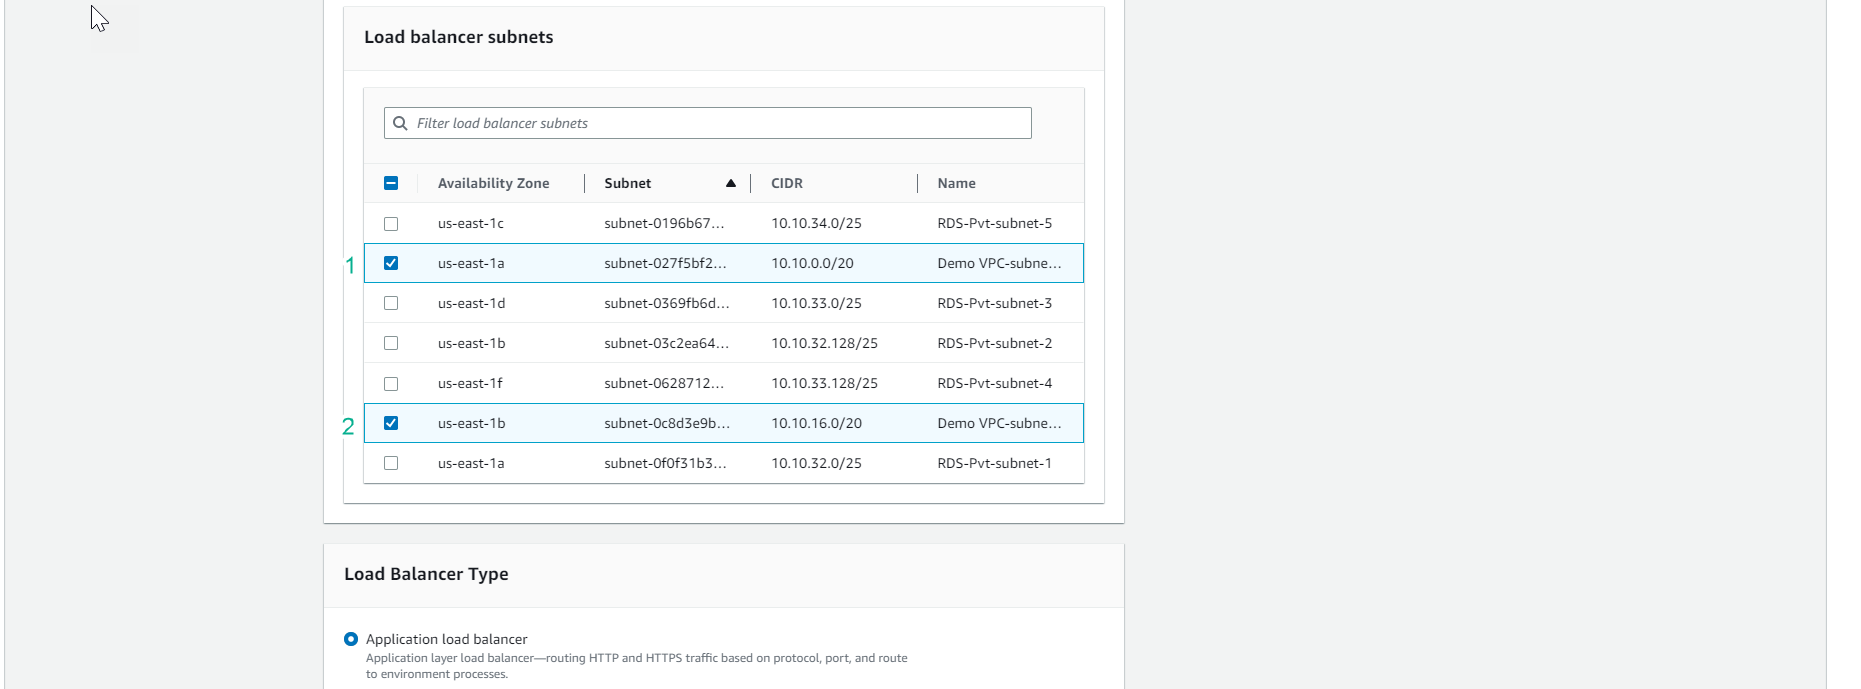 Load balancer subnets
Filter load balancer subnets
Availability Zone Subnet CIDR Name
us-east-1c subnet-0196b67... 10.10.34.0/25 RDS-Pvt-subnet-5
1 us-east-1a subnet-027f5bf2... 10.10.0.0/20 Demo VPC-subne...
us-east-1d subnet-0369fb6d... 10.10.33.0/25 RDS-Pvt-subnet-3
us-east-1b subnet-03c2ea64... 10.10.32.128/25 RDS-Pvt-subnet-2
us-east-1f subnet-0628712... 10.10.33.128/25 RDS-Pvt-subnet-4
2 us-east-1b subnet-0c8d3e9b... 10.10.16.0/20 Demo VPC-subne...
us-east-1a subnet-0f0f31b3... 10.10.32.0/25 RDS-Pvt-subnet-1
Load Balancer Type
Application load balancer
Application layer load balancer—routing HTTP and HTTPS traffic based on protocol, port, and route
to environment processes.